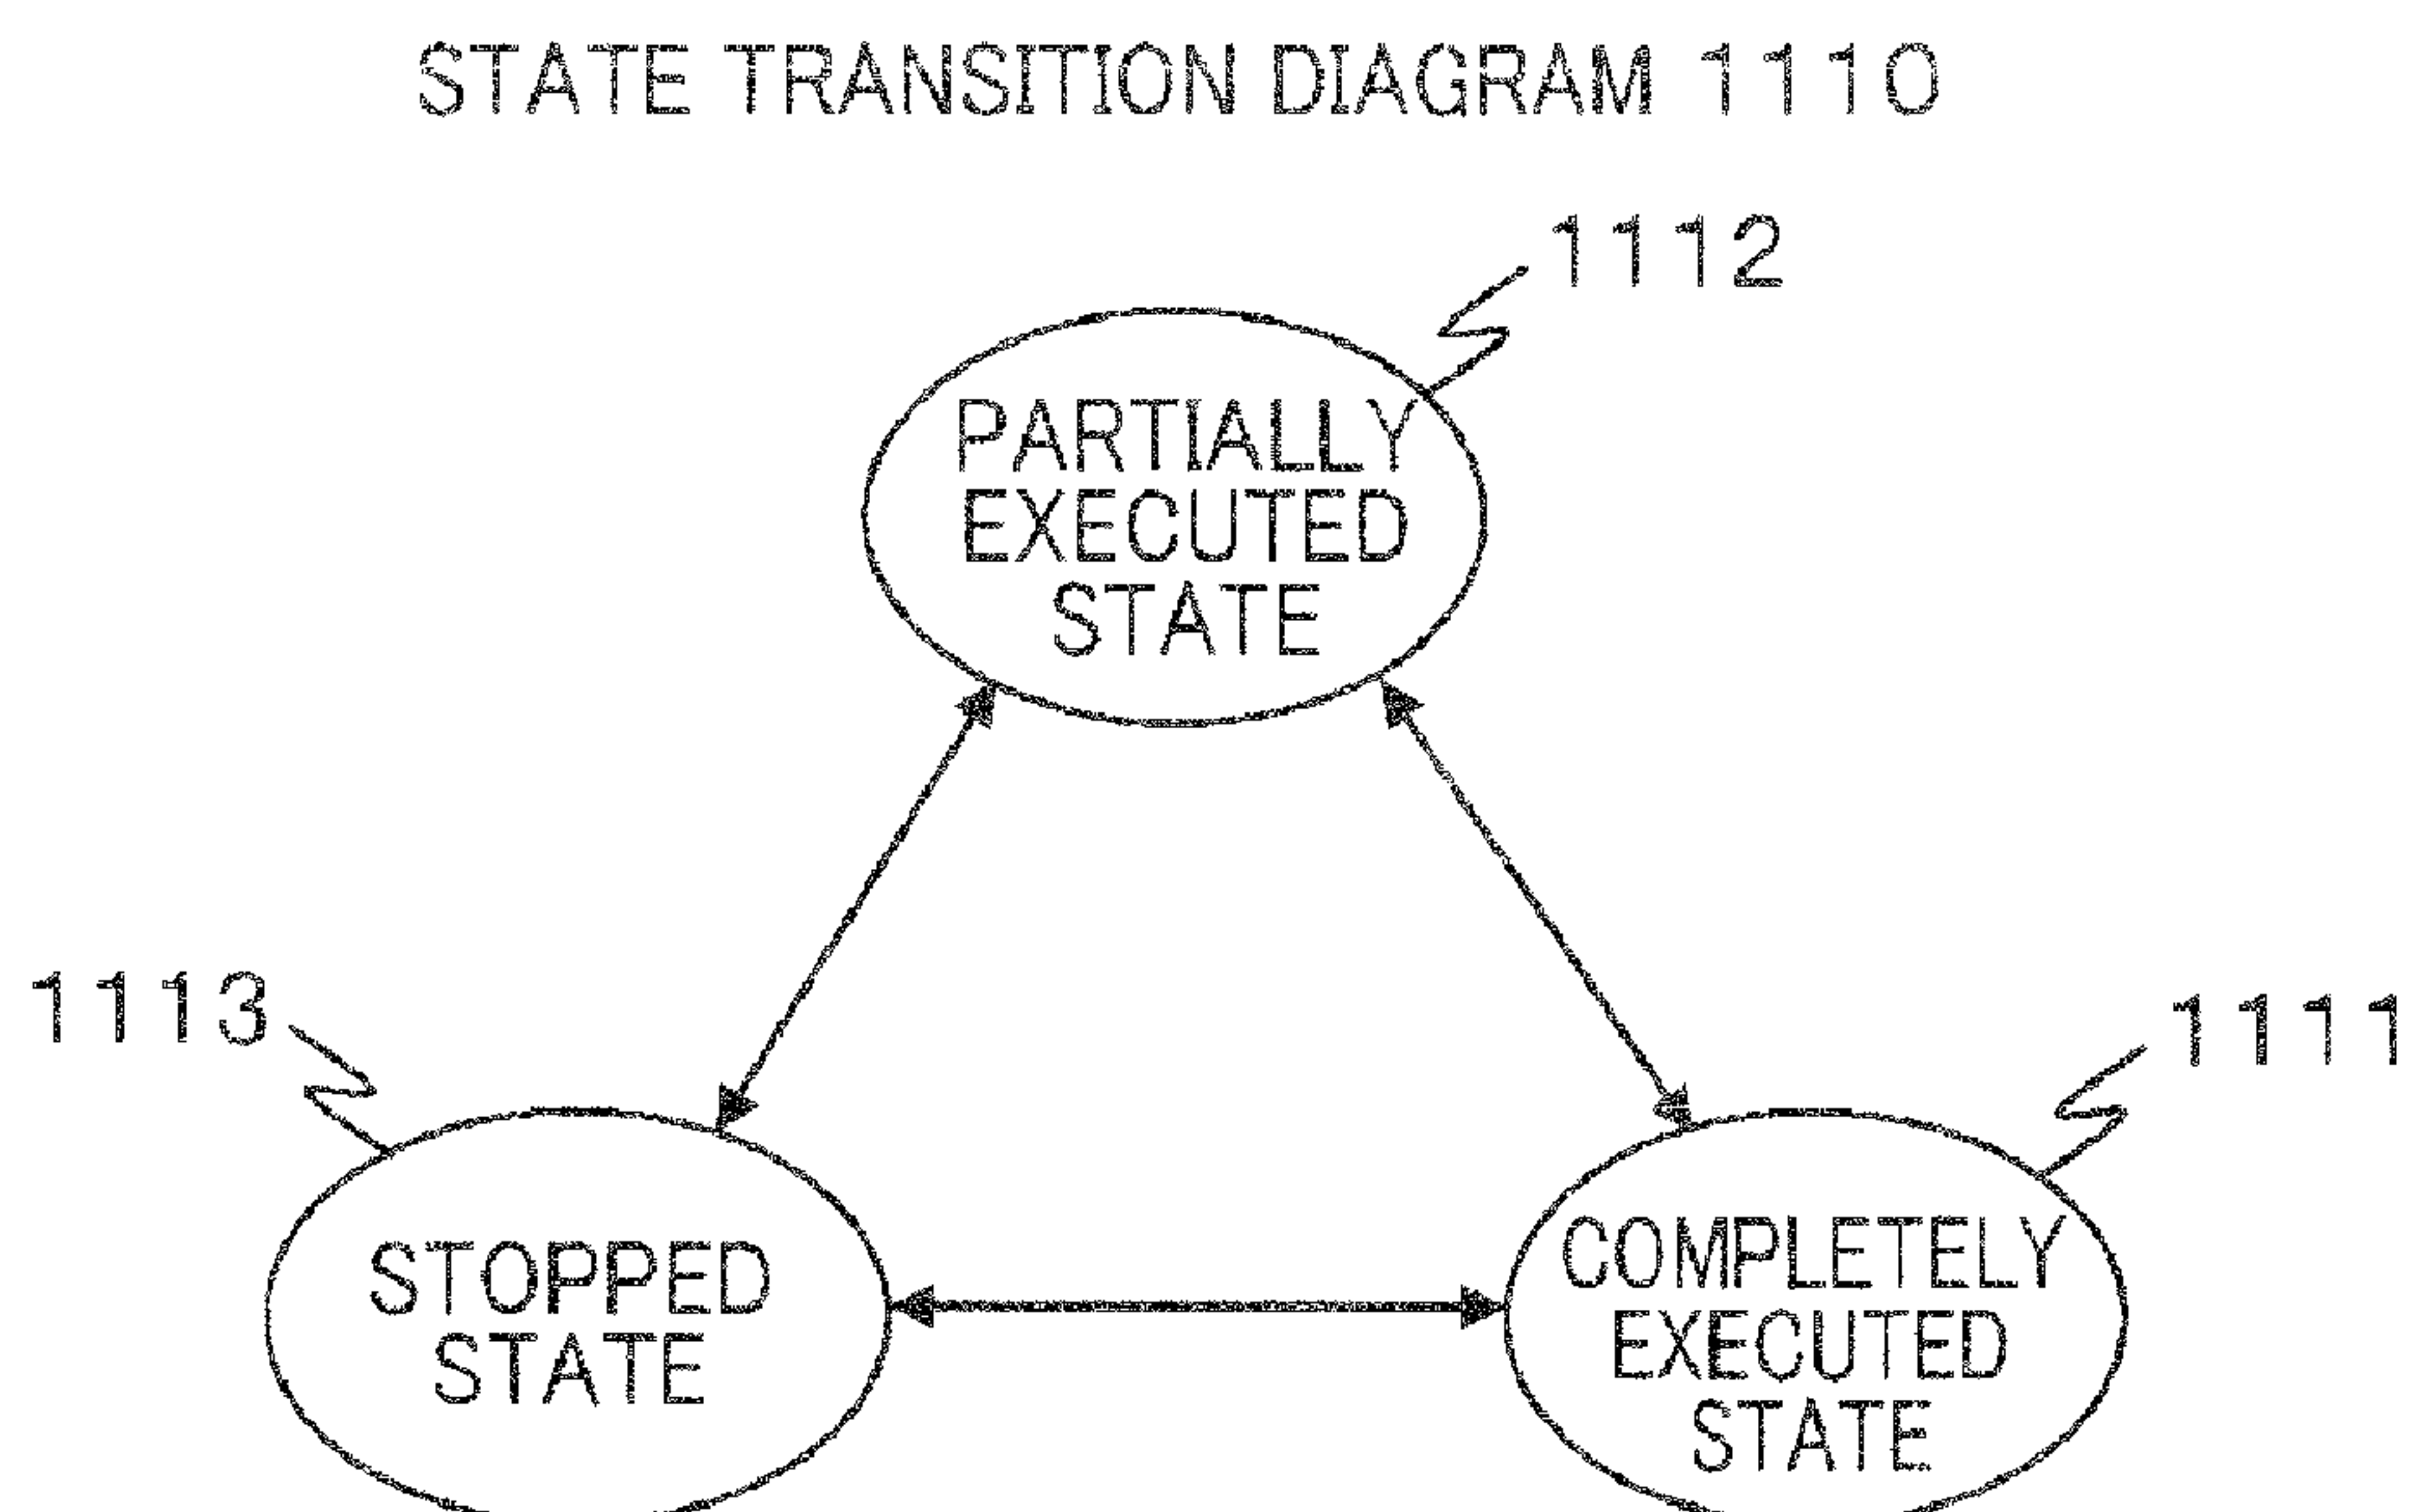 STATE TRANSITION DIAGRAM 1110
1112
PARTIALLY
EXECUTED
STATE
1113
1111
STOPPED
STATE
COMPLETELY
EXECUTED
STATE